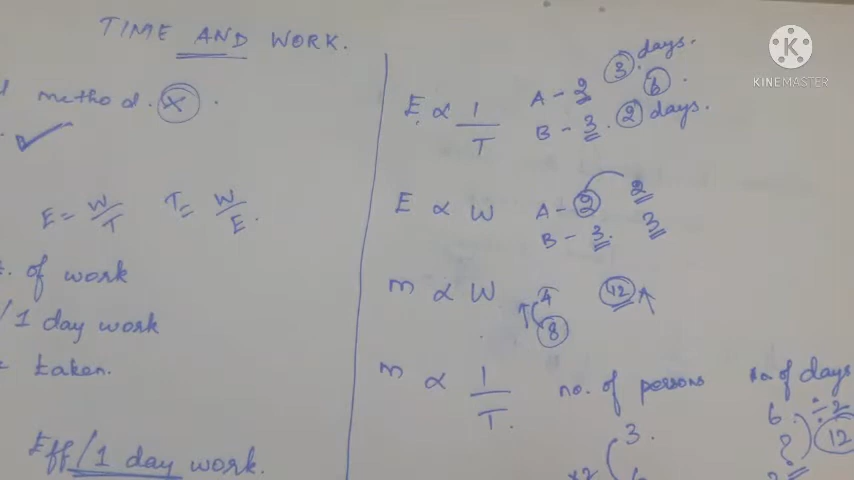 TIME AND WORK.
K
KINEMASTER
method. X.
✓
E = W/T T = W/E.
of work
/ 1 day work
taken.
Eff / 1 day work.
E ∝ 1/T
A - 2 3 days.
6.
B - 3. 2 days.
E ∝ W
A - 2 2
B - 3. 3
m ∝ W
4 12
8
m ∝ 1/T.
no. of persons of days
3. 6. ÷2
? 12